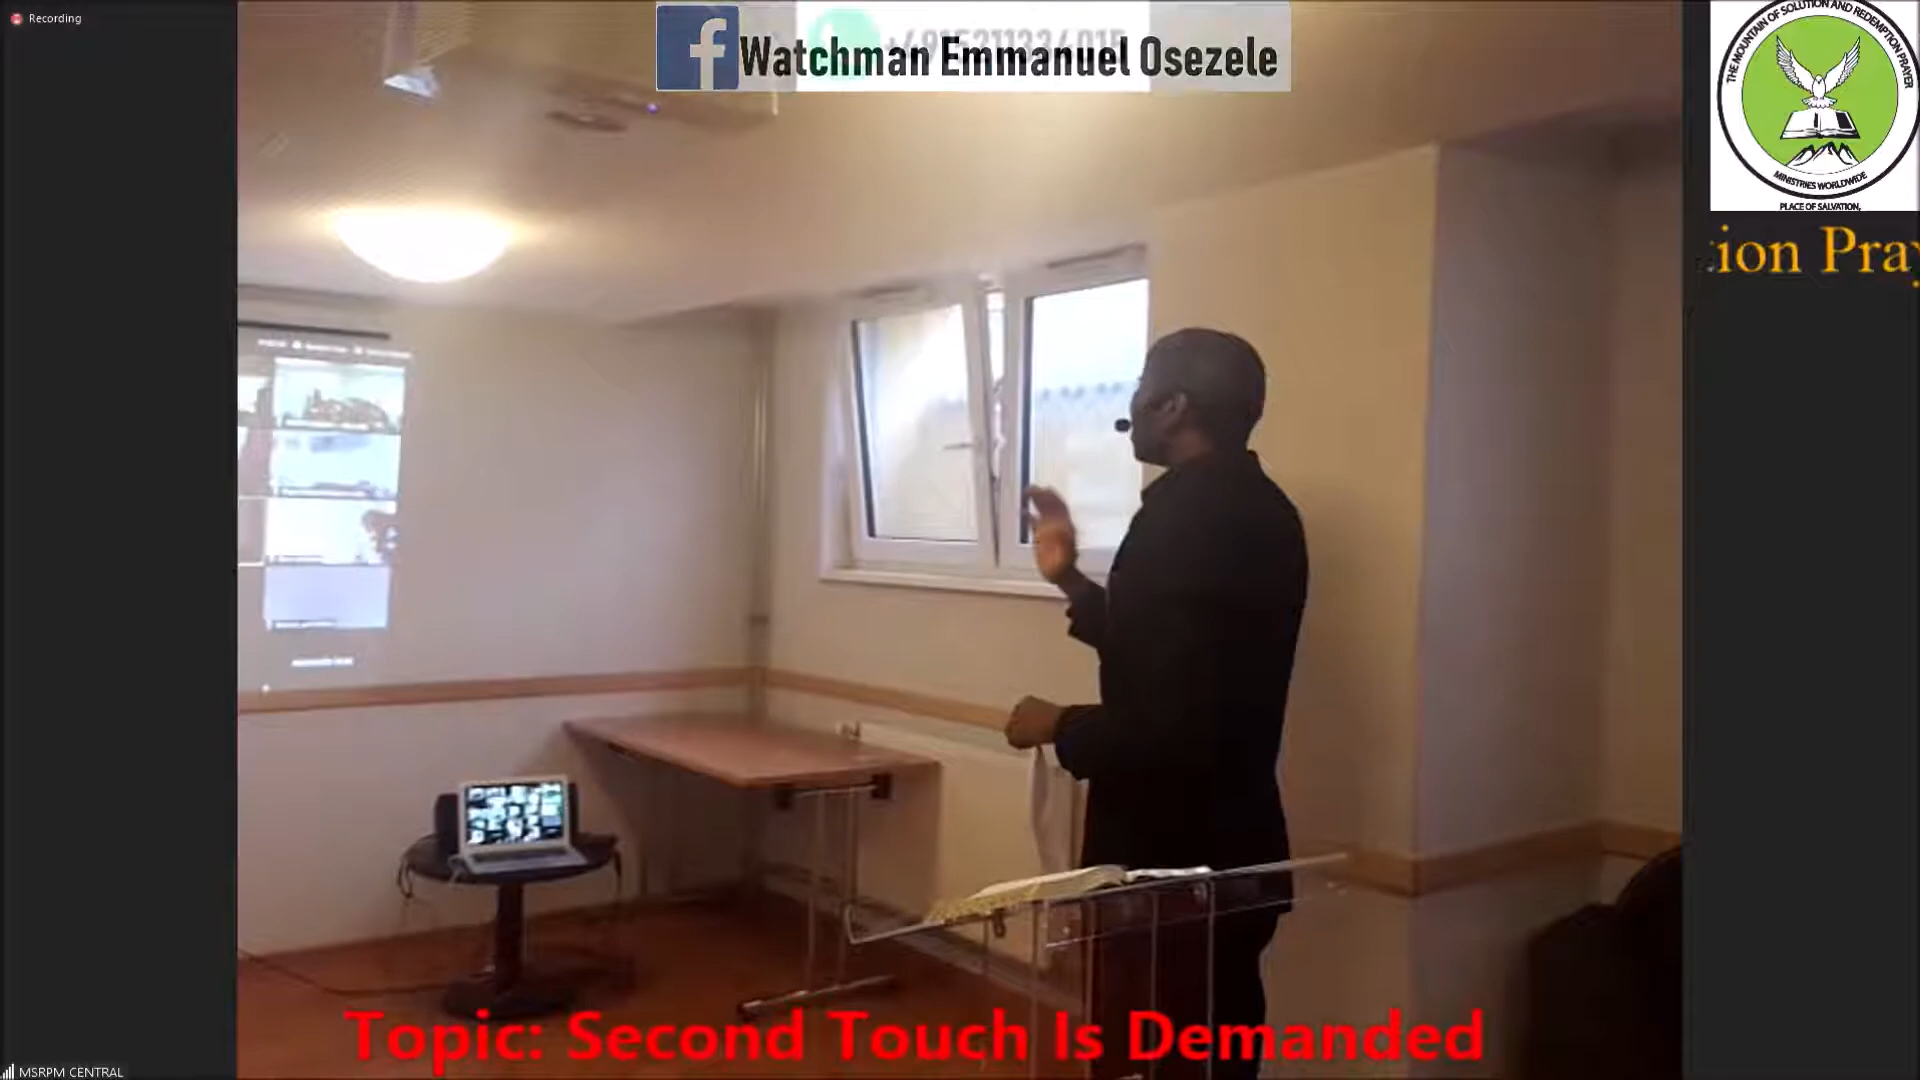 Recording
Watchman Emmanuel Osezele
THE MOUNTAIN OF SOLUTION AND REDEMPTION PRAYER
MINISTRIES WORLDWIDE
PLACE OF SALVATION,
ion Pray
Topic: Second Touch Is Demanded
MSRPM CENTRAL